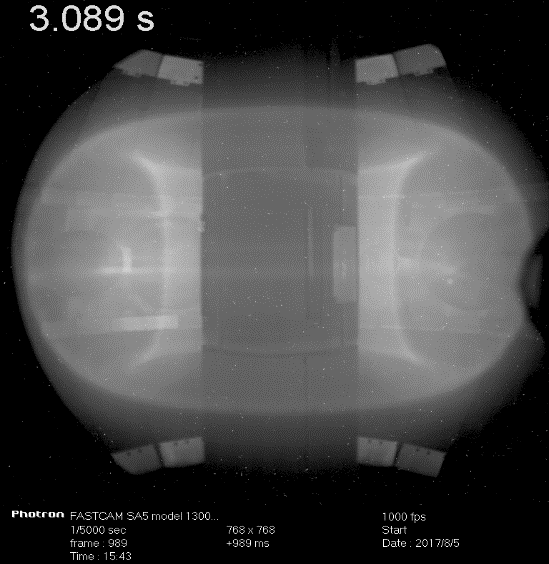 3.089 s
Photron FASTCAM SA5 model 1300...
1/5000 sec 768 x 768 1000 fps
frame : 989 +989 ms Start
Time : 15:43 Date : 2017/8/5